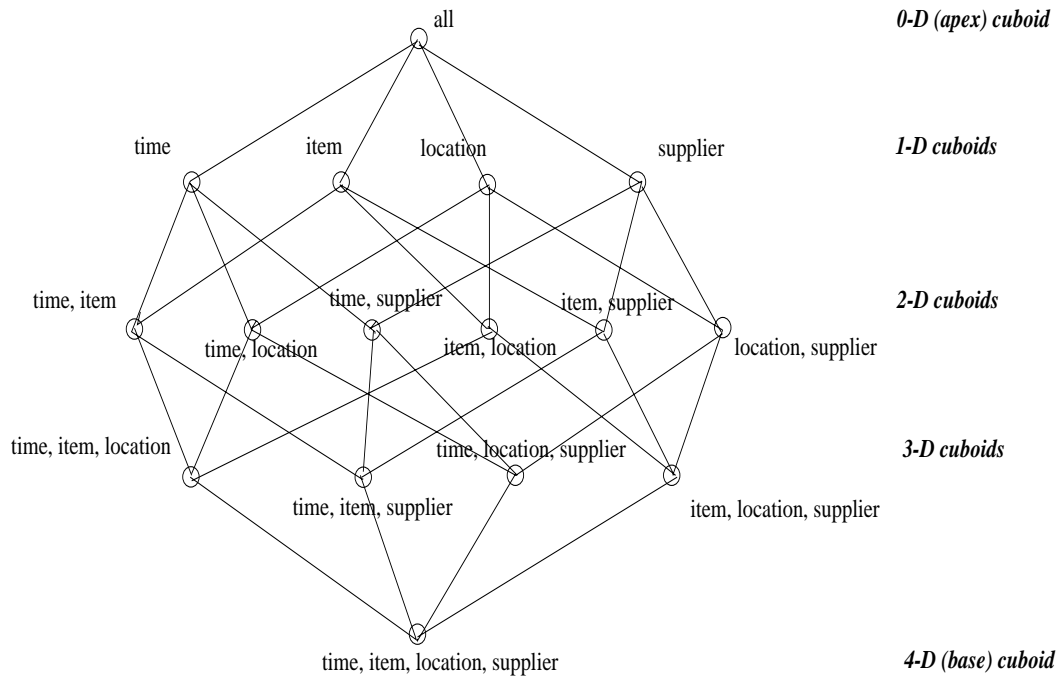 all
0-D (apex) cuboid
time
item
location
supplier
1-D cuboids
time, item
time, supplier
item, supplier
2-D cuboids
time, location
item, location
location, supplier
time, item, location
time, location, supplier
3-D cuboids
time, item, supplier
item, location, supplier
time, item, location, supplier
4-D (base) cuboid